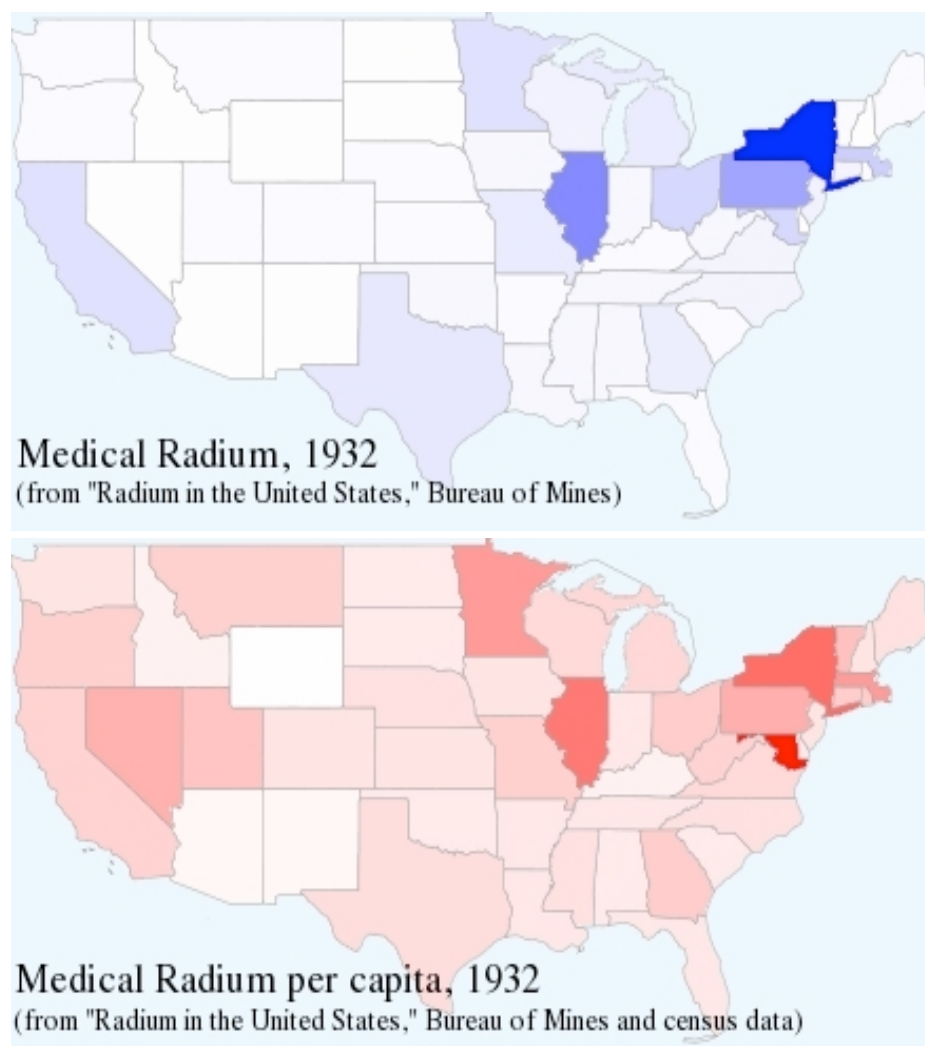 Medical Radium, 1932
(from "Radium in the United States," Bureau of Mines)
Medical Radium per capita, 1932
(from "Radium in the United States," Bureau of Mines and census data)